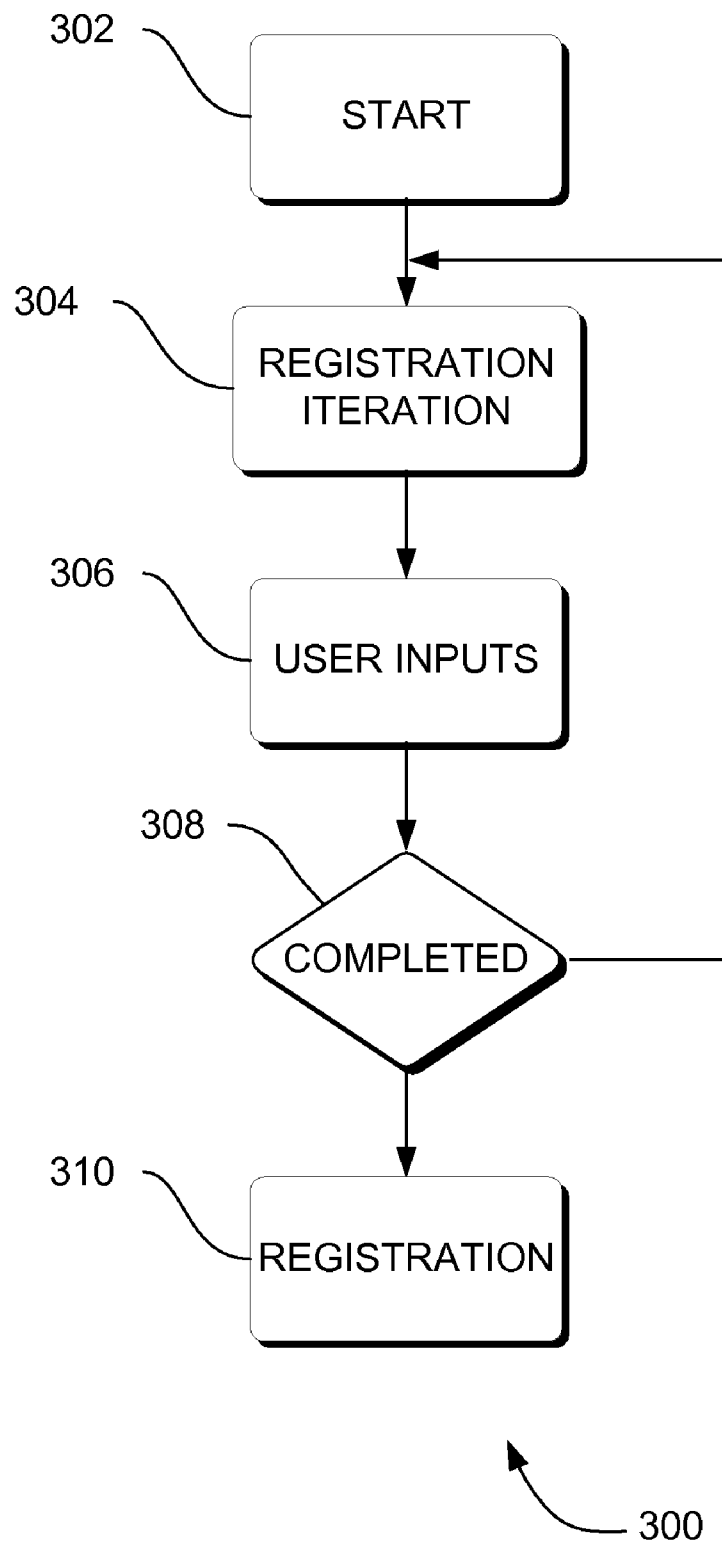 302
START
304
REGISTRATION
ITERATION
306
USER INPUTS
308
COMPLETED
310
REGISTRATION
300